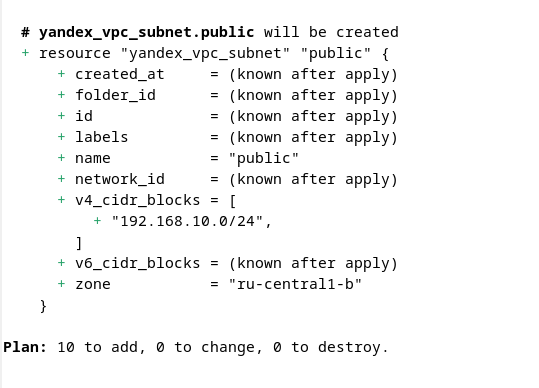 # yandex_vpc_subnet.public will be created
+ resource "yandex_vpc_subnet" "public" {
+ created_at = (known after apply)
+ folder_id = (known after apply)
+ id = (known after apply)
+ labels = (known after apply)
+ name = "public"
+ network_id = (known after apply)
+ v4_cidr_blocks = [
+ "192.168.10.0/24",
]
+ v6_cidr_blocks = (known after apply)
+ zone = "ru-central1-b"
}
Plan: 10 to add, 0 to change, 0 to destroy.